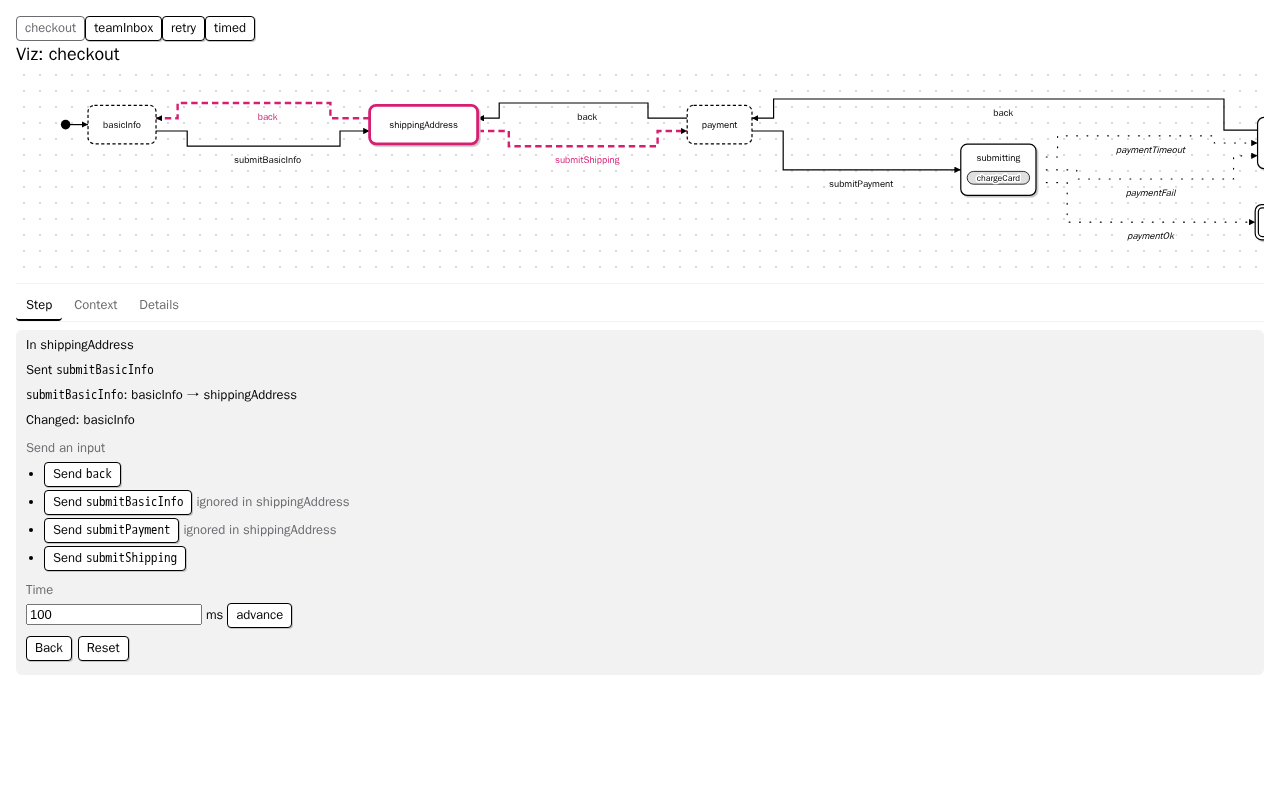 checkout teamInbox retry timed
Viz: checkout
back
back
back
basicInfo
shippingAddress
payment
submitBasicInfo
submitShipping
submitPayment
submitting
chargeCard
paymentTimeout
paymentFail
paymentOk
Step Context Details
In shippingAddress
Sent submitBasicInfo
submitBasicInfo: basicInfo → shippingAddress
Changed: basicInfo
Send an input
Send back
Send submitBasicInfo ignored in shippingAddress
Send submitPayment ignored in shippingAddress
Send submitShipping
Time
100 ms advance
Back Reset